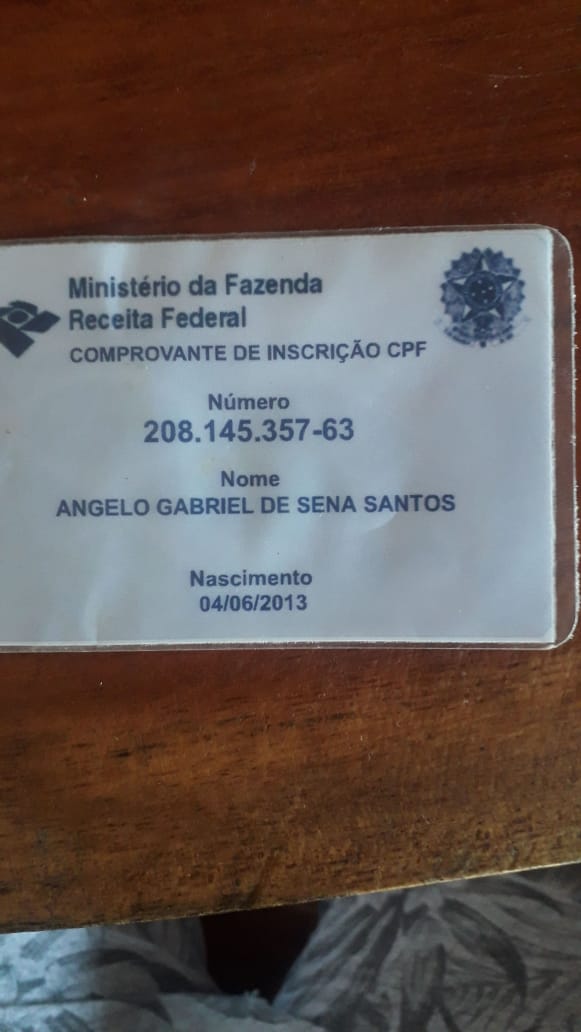 Ministério da Fazenda
Receita Federal
COMPROVANTE DE INSCRIÇÃO CPF
Número
208.145.357-63
Nome
ANGELO GABRIEL DE SENA SANTOS
Nascimento
04/06/2013